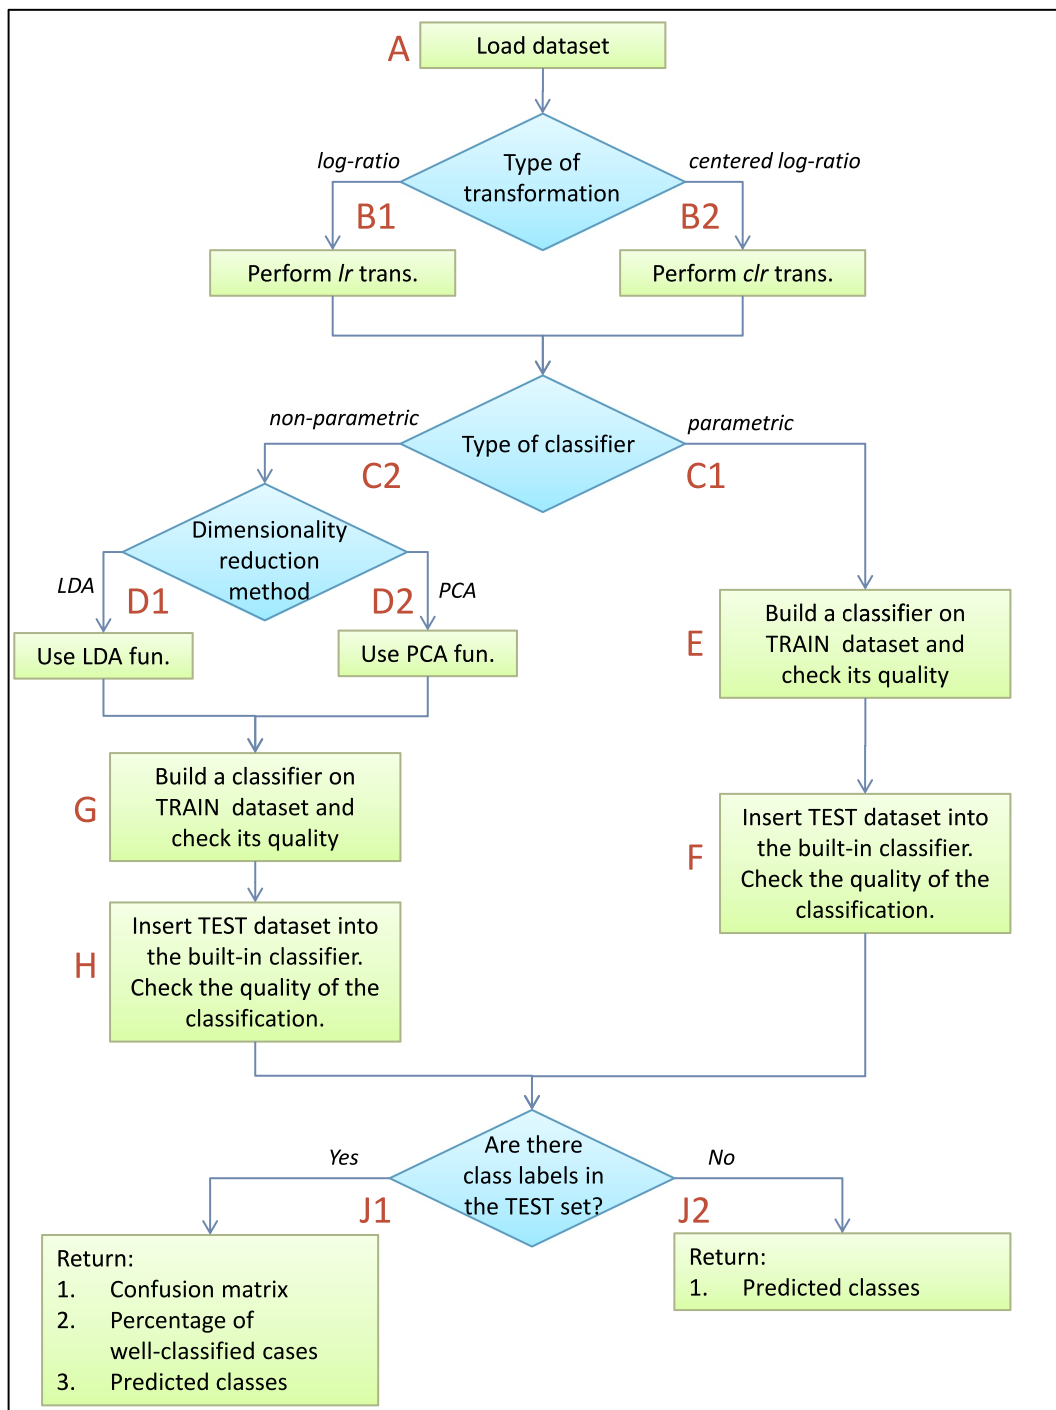 A
Load dataset
log-ratio
Type of
transformation
centered log-ratio
B1
B2
Perform lr trans.
Perform clr trans.
non-parametric
Type of classifier
parametric
C2
C1
Dimensionality
reduction
method
LDA
D1
D2
PCA
Use LDA fun.
Use PCA fun.
E
Build a classifier on
TRAIN dataset and
check its quality
G
Build a classifier on
TRAIN dataset and
check its quality
F
Insert TEST dataset into
the built-in classifier.
Check the quality of the
classification.
H
Insert TEST dataset into
the built-in classifier.
Check the quality of the
classification.
Yes
Are there
class labels in
the TEST set?
No
J1
J2
Return:
1. Confusion matrix
2. Percentage of
well-classified cases
3. Predicted classes
Return:
1. Predicted classes